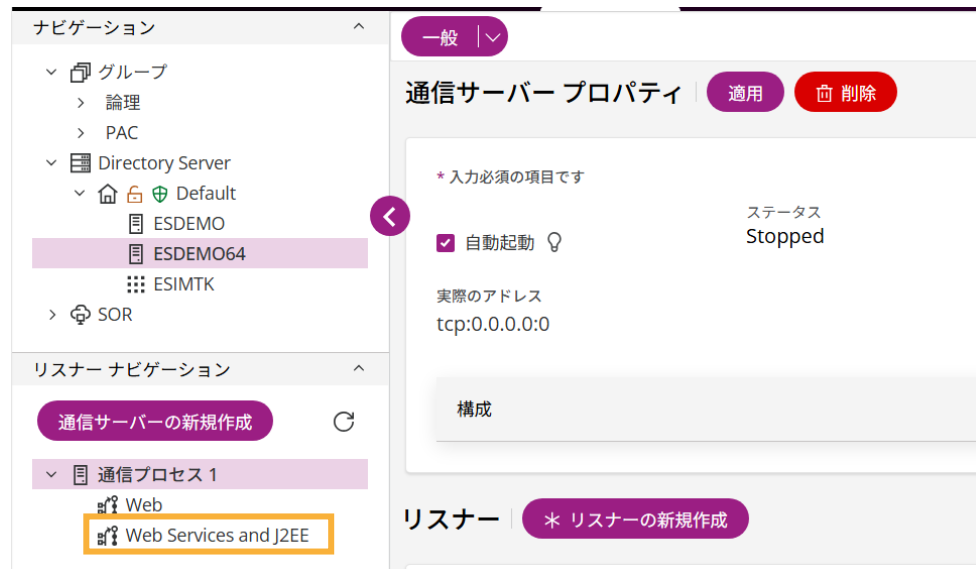 ナビゲーション
グループ
論理
PAC
Directory Server
Default
ESDEMO
ESDEMO64
ESIMTK
SOR
リスナー ナビゲーション
通信サーバーの新規作成
通信プロセス 1
Web
Web Services and J2EE
一般
通信サーバー プロパティ 適用 削除
* 入力必須の項目です
自動起動
ステータス
Stopped
実際のアドレス
tcp:0.0.0.0:0
構成
リスナー * リスナーの新規作成